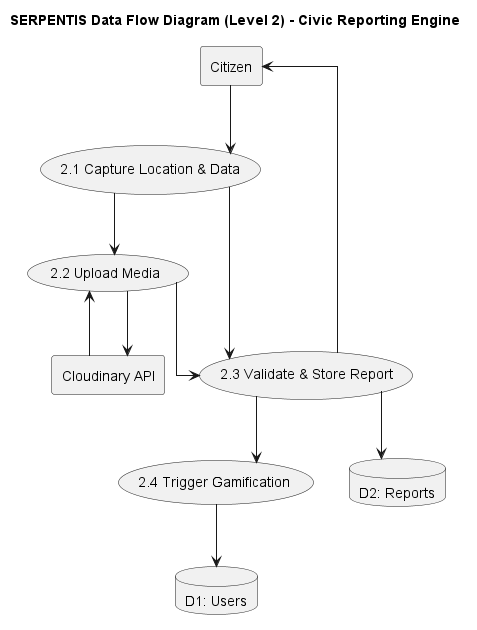 SERPENTIS Data Flow Diagram (Level 2) - Civic Reporting Engine
Citizen
2.1 Capture Location & Data
2.2 Upload Media
Cloudinary API
2.3 Validate & Store Report
2.4 Trigger Gamification
D2: Reports
D1: Users